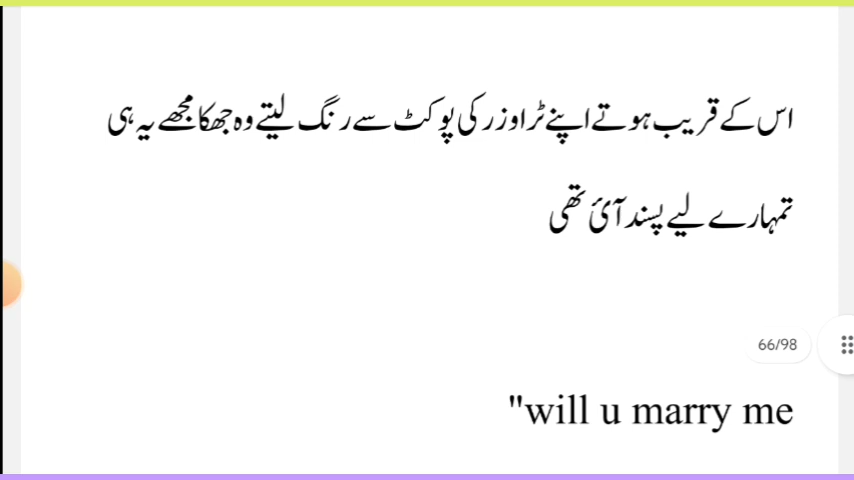 اس کے قریب ہوتے اپنے ٹراوزر کی پوکٹ سے رنگ لیتے وہ جھکا مجھے یہ ہی
تمہارے لیے پسند آئ تھی
66/98
"will u marry me